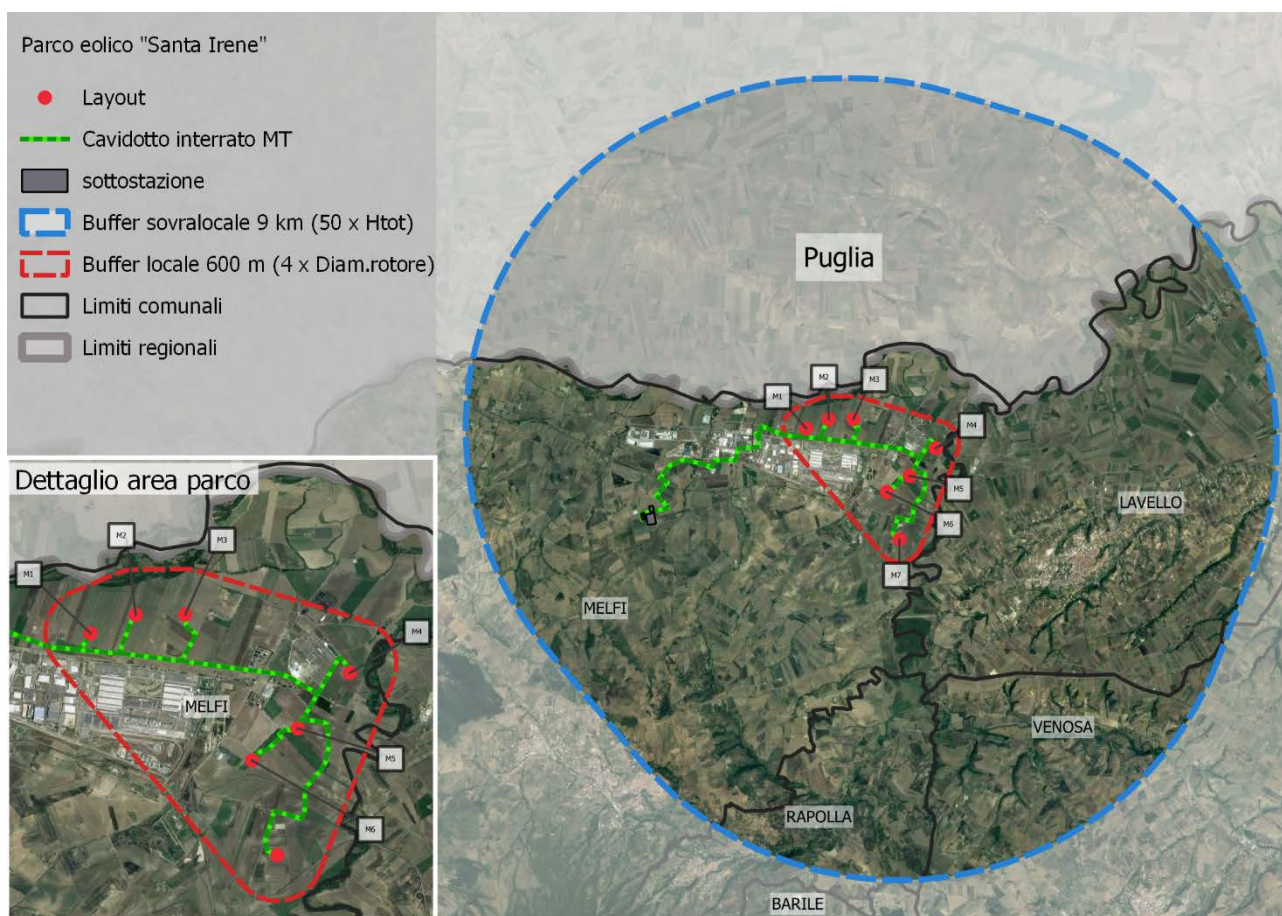 Parco eolico "Santa Irene"
Layout
Cavidotto interrato MT
sottostazione
Buffer sovralocale 9 km (50 x Htot)
Buffer locale 600 m (4 x Diam.rotore)
Limiti comunali
Limiti regionali
Puglia
M1
M2
M3
M4
M5
M6
M7
LAVELLO
MELFI
VENOSA
RAPOLLA
BARILE
Dettaglio area parco
M1
M2
M3
M4
MELFI
M5
M6